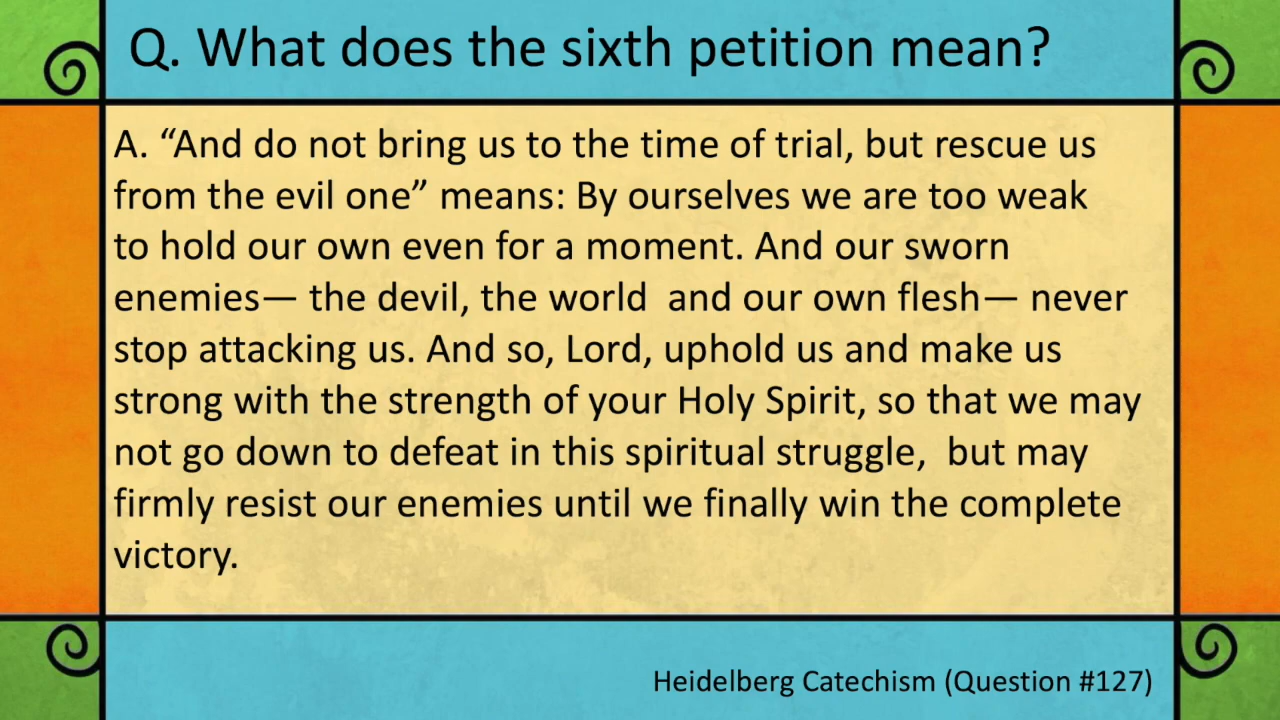 Q. What does the sixth petition mean?
A. “And do not bring us to the time of trial, but rescue us
from the evil one” means: By ourselves we are too weak
to hold our own even for a moment. And our sworn
enemies— the devil, the world  and our own flesh— never
stop attacking us. And so, Lord, uphold us and make us
strong with the strength of your Holy Spirit, so that we may
not go down to defeat in this spiritual struggle,  but may
firmly resist our enemies until we finally win the complete
victory.
Heidelberg Catechism (Question #127)